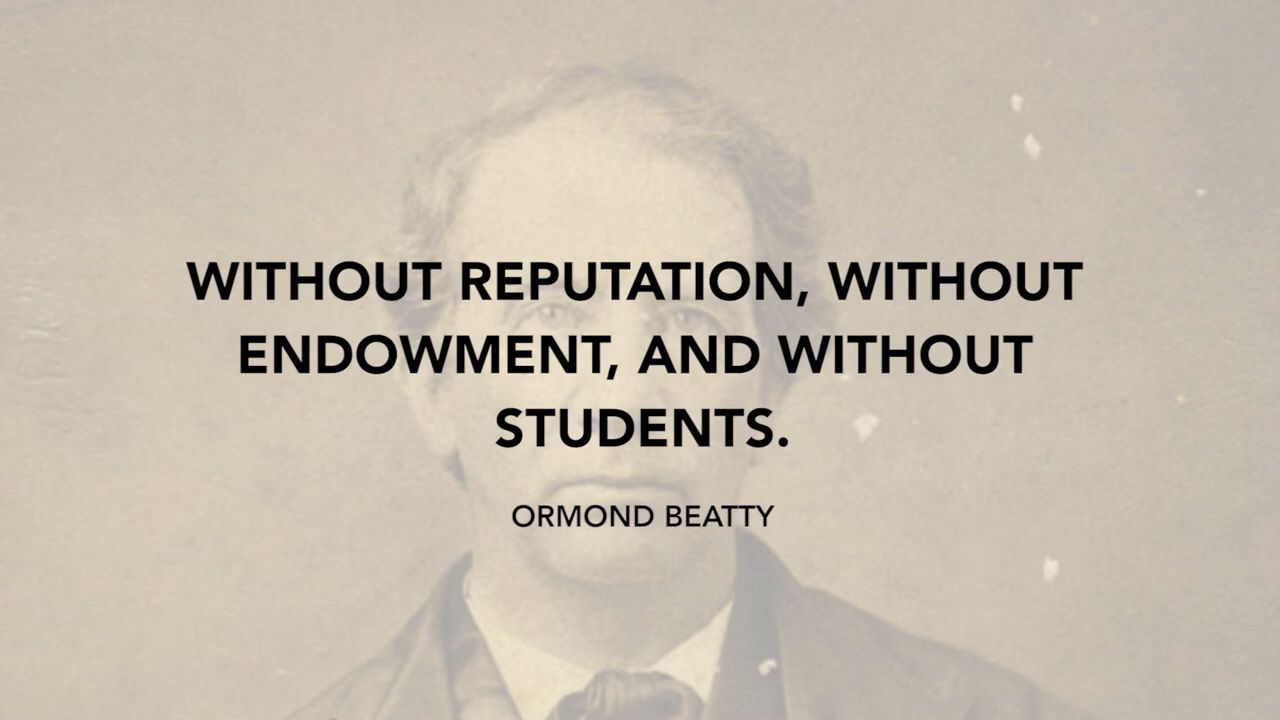 WITHOUT REPUTATION, WITHOUT
ENDOWMENT, AND WITHOUT
STUDENTS.
ORMOND BEATTY